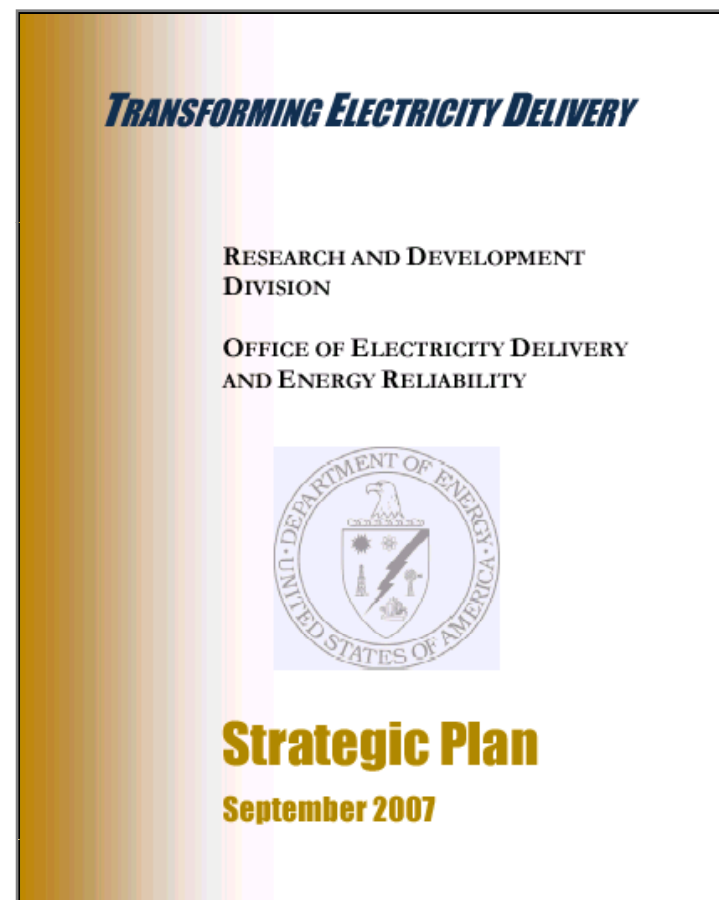 TRANSFORMING ELECTRICITY DELIVERY
RESEARCH AND DEVELOPMENT
DIVISION
OFFICE OF ELECTRICITY DELIVERY
AND ENERGY RELIABILITY
DEPARTMENT OF ENERGY
UNITED STATES OF AMERICA
Strategic Plan
September 2007